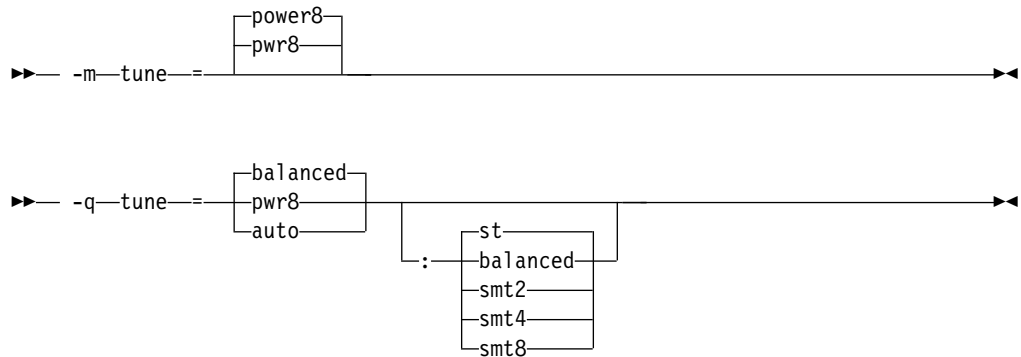 power8
pwr8
-m tune =
balanced
-q tune = pwr8
auto
st
: balanced
smt2
smt4
smt8